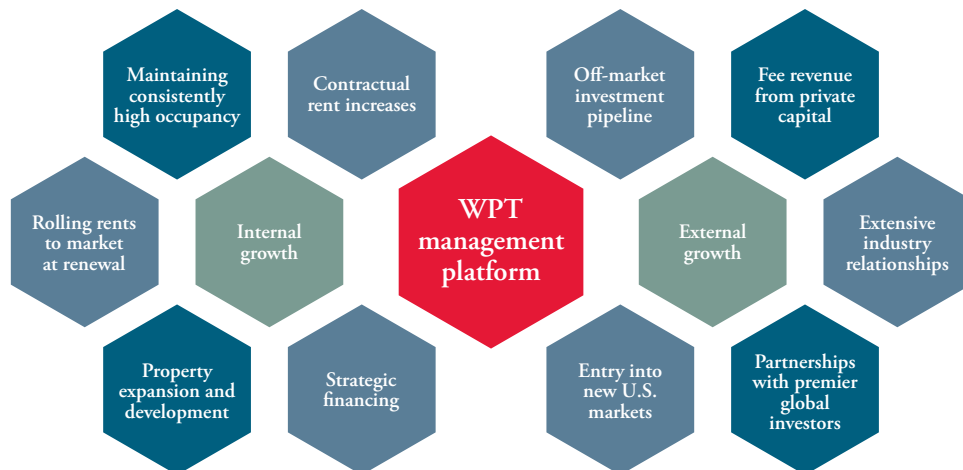 Maintaining
consistently
high occupancy
Contractual
rent increases
Off-market
investment
pipeline
Fee revenue
from private
capital
Rolling rents
to market
at renewal
Internal
growth
WPT
management
platform
External
growth
Extensive
industry
relationships
Property
expansion and
development
Strategic
financing
Entry into
new U.S.
markets
Partnerships
with premier
global
investors